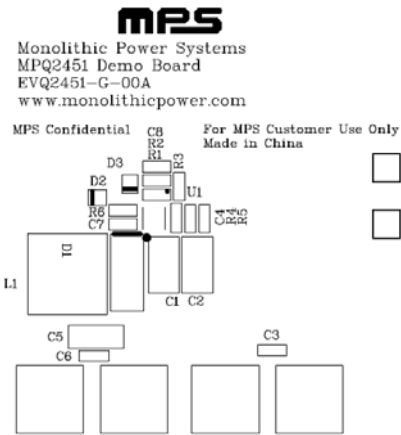 mps
Monolithic Power Systems
MPQ2451 Demo Board
EVQ2451-G-00A
www.monolithicpower.com
MPS Confidential
For MPS Customer Use Only
Made in China
C8
R2
R1
D3
R3
D2
U1
R6
C7
C4
R4
R5
D1
L1
C1
C2
C5
C6
C3